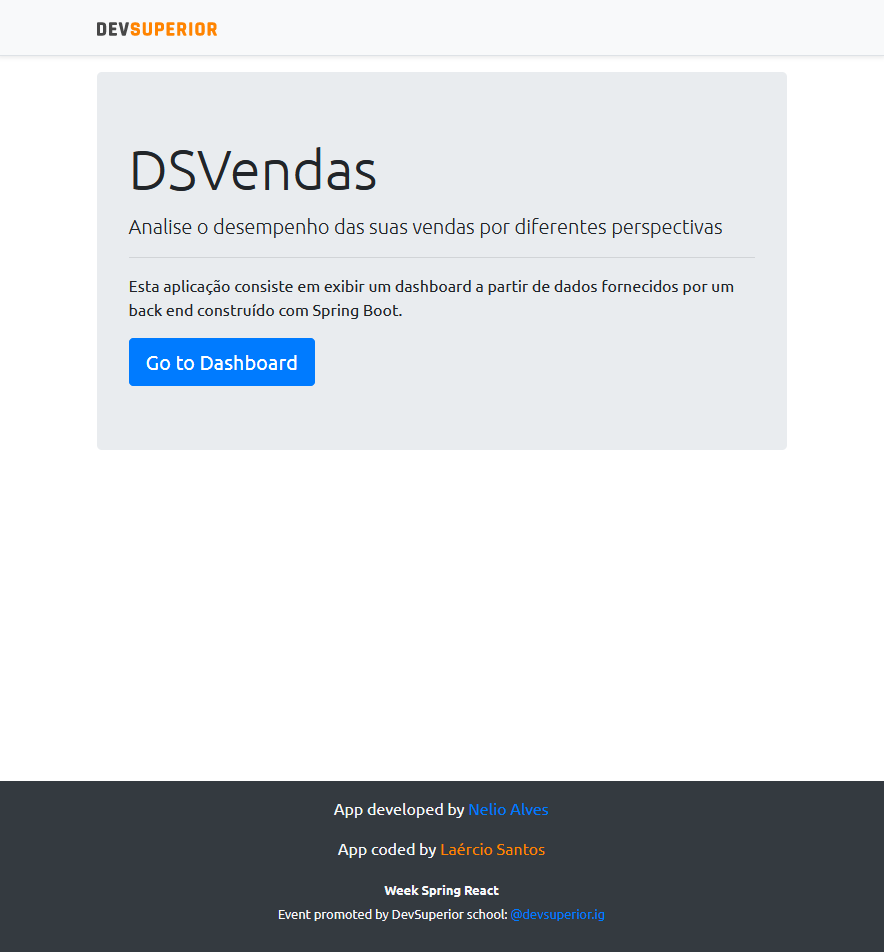 DEVSUPERIOR
DSVendas
Analise o desempenho das suas vendas por diferentes perspectivas
Esta aplicação consiste em exibir um dashboard a partir de dados fornecidos por um
back end construído com Spring Boot.
Go to Dashboard
App developed by Nelio Alves
App coded by Laércio Santos
Week Spring React
Event promoted by DevSuperior school: @devsuperior.ig